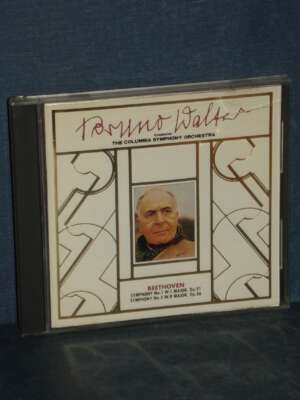 Bruno Walter
conducts
THE COLUMBIA SYMPHONY ORCHESTRA
BEETHOVEN
SYMPHONY No.1 IN C MAJOR, Op.21
SYMPHONY No.2 IN D MAJOR, Op.36